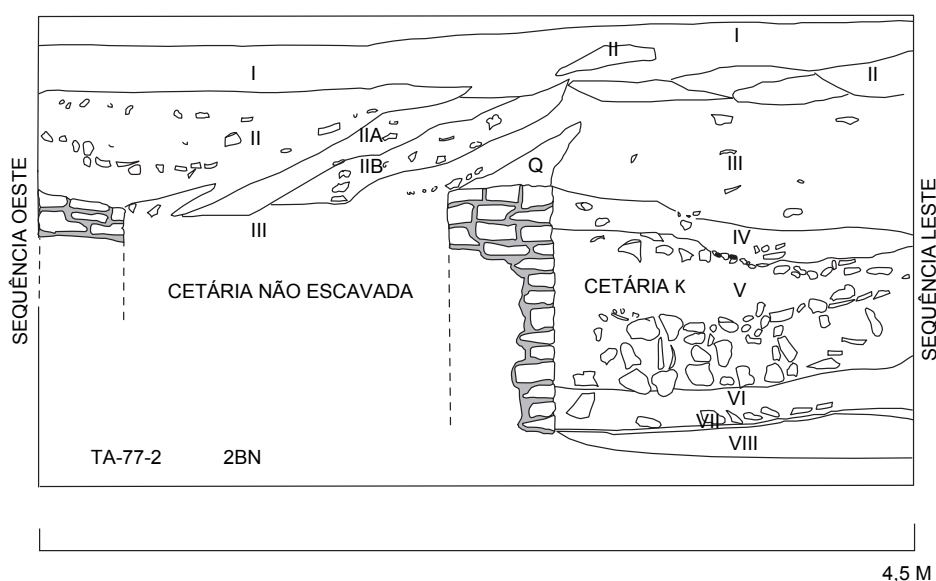 I
II
I
II
II
IIA
IIB
Q
III
III
IV
CETÁRIA NÃO ESCAVADA
CETÁRIA K
V
VI
VII
VIII
TA-77-2 2BN
SEQUÊNCIA OESTE
SEQUÊNCIA LESTE
4,5 M